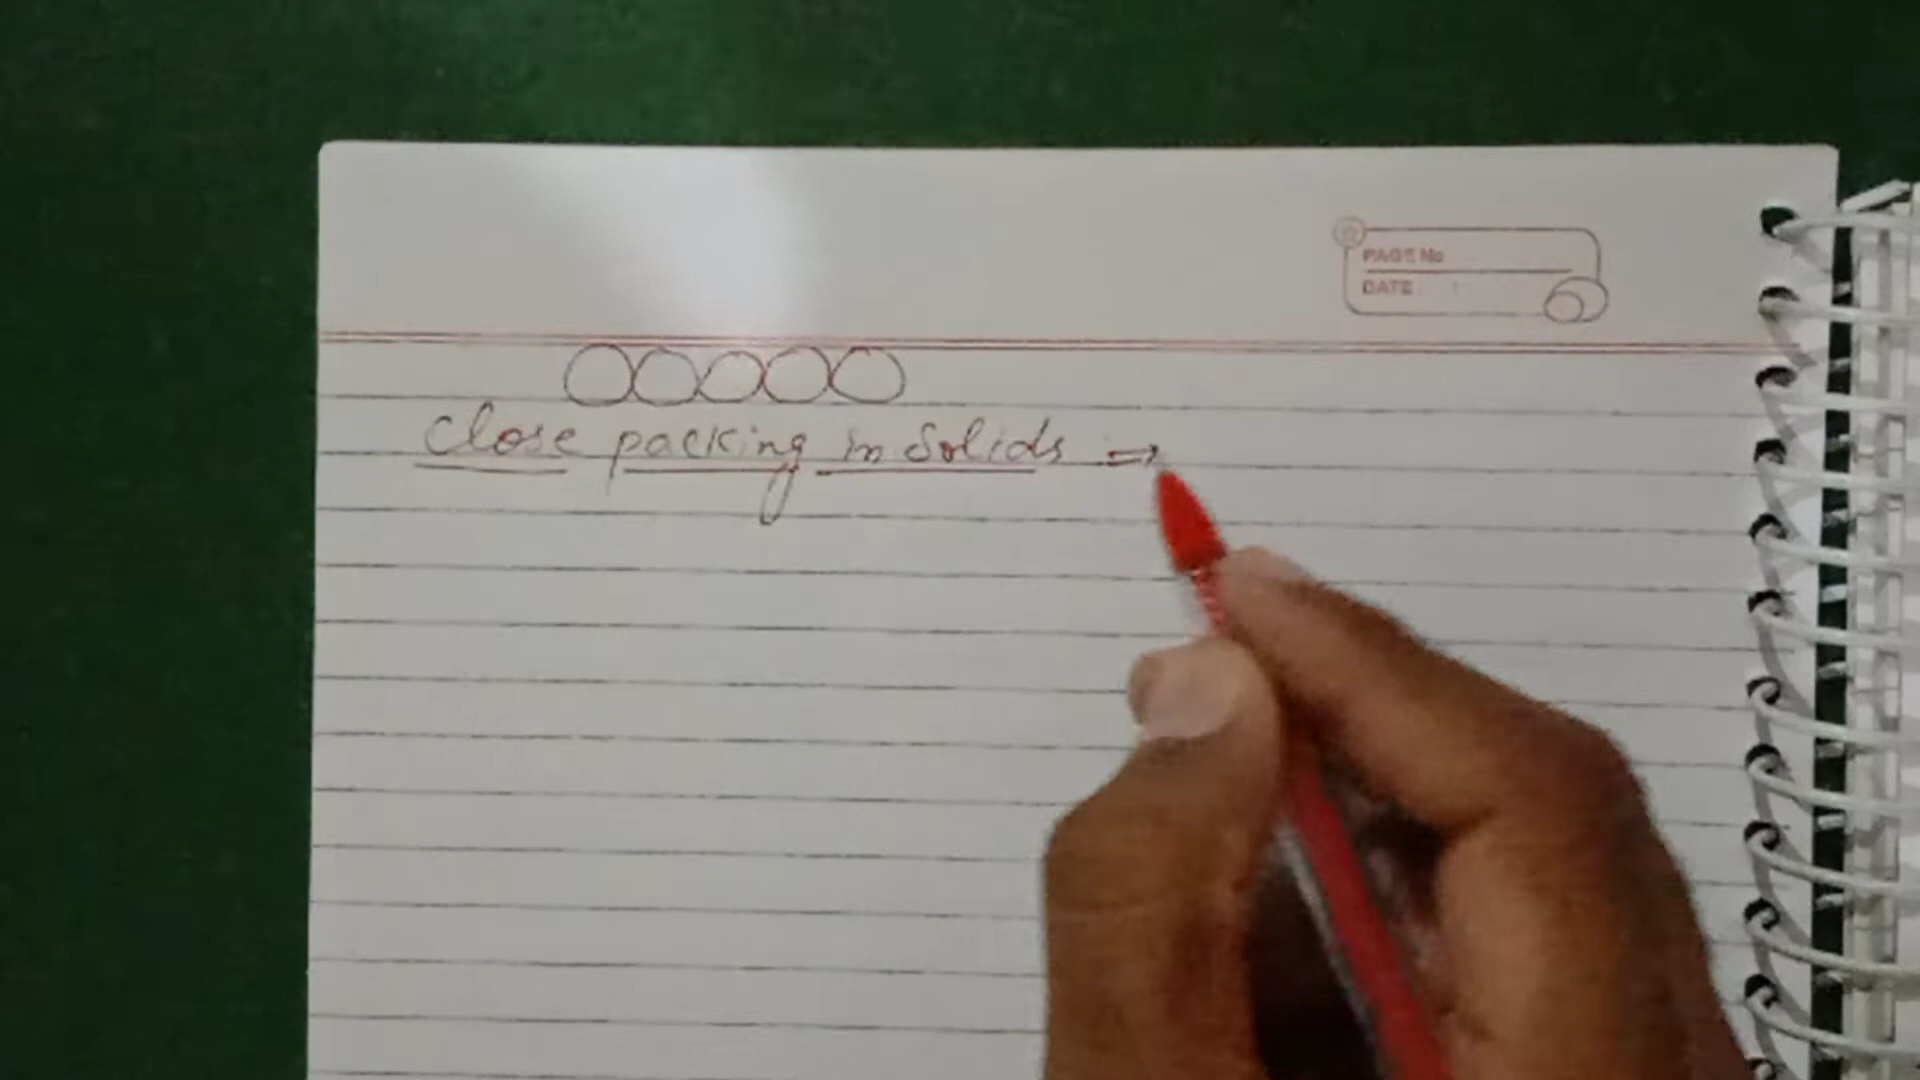 PAGE No
DATE
Close packing in Solids ⇒